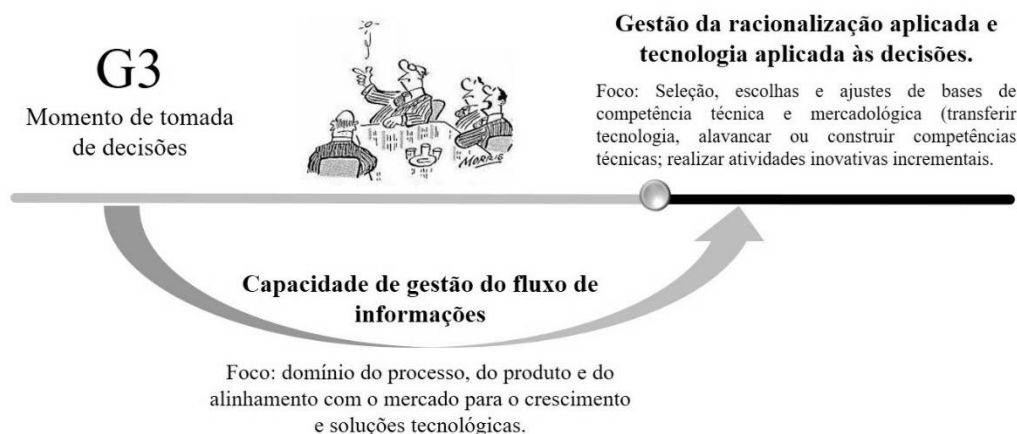 G3
Momento de tomada
de decisões
MORRIS
Gestão da racionalização aplicada e
tecnologia aplicada às decisões.
Foco: Seleção, escolhas e ajustes de bases de
competência técnica e mercadológica (transferir
tecnologia, alavancar ou construir competências
técnicas; realizar atividades inovativas incrementais.
Capacidade de gestão do fluxo de
informações
Foco: domínio do processo, do produto e do
alinhamento com o mercado para o crescimento
e soluções tecnológicas.